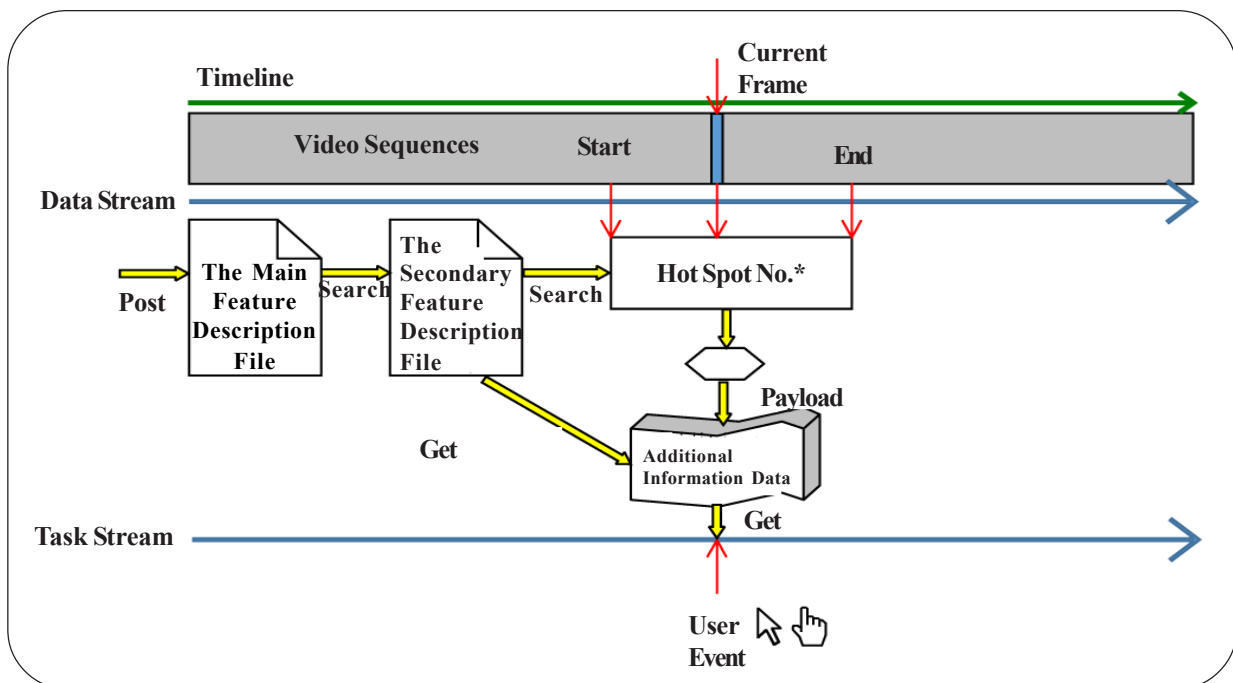 Current
Frame
Timeline
Video Sequences
Start
End
Data Stream
Post
The Main
Feature
Description
File
Search
The
Secondary
Feature
Description
File
Search
Hot Spot No.*
Payload
Get
Additional
Information Data
Get
Task Stream
User
Event